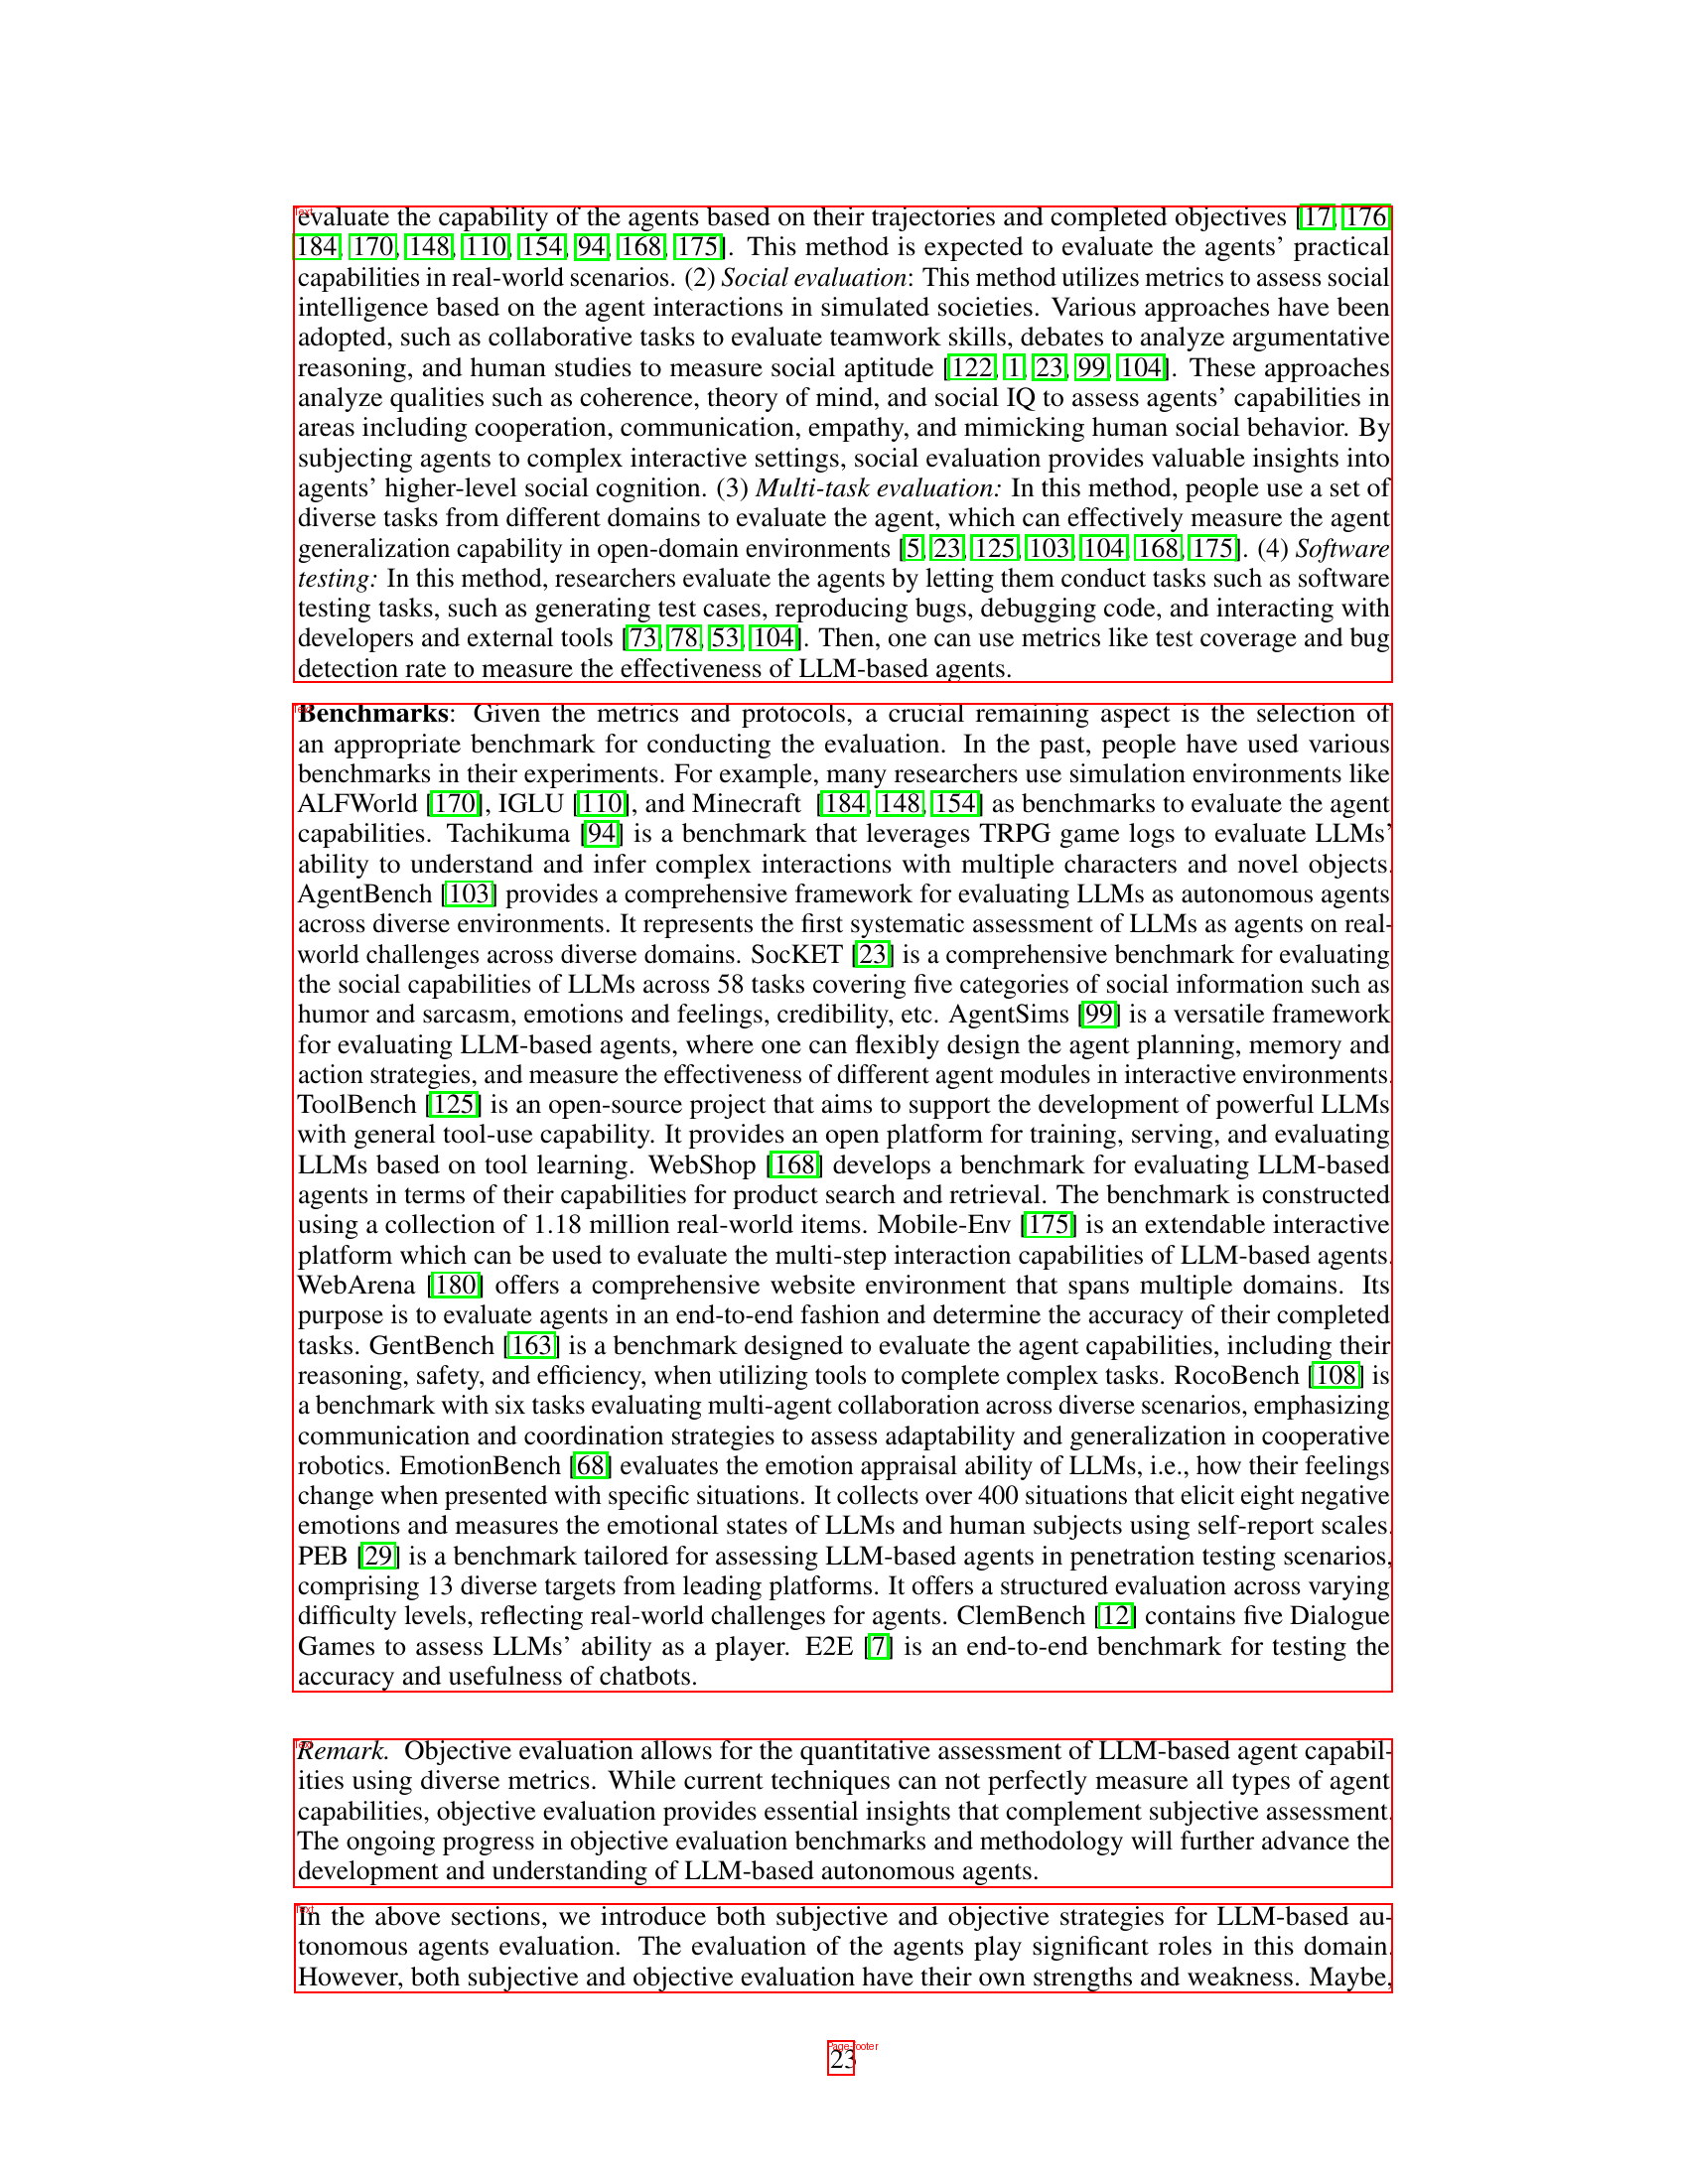 evaluate the capability of the agents based on their trajectories and completed objectives [17, 176,
184, 170, 148, 110, 154, 94, 168, 175]. This method is expected to evaluate the agents’ practical
capabilities in real-world scenarios. (2) Social evaluation: This method utilizes metrics to assess social
intelligence based on the agent interactions in simulated societies. Various approaches have been
adopted, such as collaborative tasks to evaluate teamwork skills, debates to analyze argumentative
reasoning, and human studies to measure social aptitude [122, 1, 23, 99, 104]. These approaches
analyze qualities such as coherence, theory of mind, and social IQ to assess agents’ capabilities in
areas including cooperation, communication, empathy, and mimicking human social behavior. By
subjecting agents to complex interactive settings, social evaluation provides valuable insights into
agents’ higher-level social cognition. (3) Multi-task evaluation: In this method, people use a set of
diverse tasks from different domains to evaluate the agent, which can effectively measure the agent
generalization capability in open-domain environments [5, 23, 125, 103, 104, 168, 175]. (4) Software
testing: In this method, researchers evaluate the agents by letting them conduct tasks such as software
testing tasks, such as generating test cases, reproducing bugs, debugging code, and interacting with
developers and external tools [73, 78, 53, 104]. Then, one can use metrics like test coverage and bug
detection rate to measure the effectiveness of LLM-based agents.
Text
Benchmarks: Given the metrics and protocols, a crucial remaining aspect is the selection of
an appropriate benchmark for conducting the evaluation. In the past, people have used various
benchmarks in their experiments. For example, many researchers use simulation environments like
ALFWorld [170], IGLU [110], and Minecraft [184, 148, 154] as benchmarks to evaluate the agent
capabilities. Tachikuma [94] is a benchmark that leverages TRPG game logs to evaluate LLMs’
ability to understand and infer complex interactions with multiple characters and novel objects.
AgentBench [103] provides a comprehensive framework for evaluating LLMs as autonomous agents
across diverse environments. It represents the first systematic assessment of LLMs as agents on real-
world challenges across diverse domains. SocKET [23] is a comprehensive benchmark for evaluating
the social capabilities of LLMs across 58 tasks covering five categories of social information such as
humor and sarcasm, emotions and feelings, credibility, etc. AgentSims [99] is a versatile framework
for evaluating LLM-based agents, where one can flexibly design the agent planning, memory and
action strategies, and measure the effectiveness of different agent modules in interactive environments.
ToolBench [125] is an open-source project that aims to support the development of powerful LLMs
with general tool-use capability. It provides an open platform for training, serving, and evaluating
LLMs based on tool learning. WebShop [168] develops a benchmark for evaluating LLM-based
agents in terms of their capabilities for product search and retrieval. The benchmark is constructed
using a collection of 1.18 million real-world items. Mobile-Env [175] is an extendable interactive
platform which can be used to evaluate the multi-step interaction capabilities of LLM-based agents.
WebArena [180] offers a comprehensive website environment that spans multiple domains. Its
purpose is to evaluate agents in an end-to-end fashion and determine the accuracy of their completed
tasks. GentBench [163] is a benchmark designed to evaluate the agent capabilities, including their
reasoning, safety, and efficiency, when utilizing tools to complete complex tasks. RocoBench [108] is
a benchmark with six tasks evaluating multi-agent collaboration across diverse scenarios, emphasizing
communication and coordination strategies to assess adaptability and generalization in cooperative
robotics. EmotionBench [68] evaluates the emotion appraisal ability of LLMs, i.e., how their feelings
change when presented with specific situations. It collects over 400 situations that elicit eight negative
emotions and measures the emotional states of LLMs and human subjects using self-report scales.
PEB [29] is a benchmark tailored for assessing LLM-based agents in penetration testing scenarios,
comprising 13 diverse targets from leading platforms. It offers a structured evaluation across varying
difficulty levels, reflecting real-world challenges for agents. ClemBench [12] contains five Dialogue
Games to assess LLMs’ ability as a player. E2E [7] is an end-to-end benchmark for testing the
accuracy and usefulness of chatbots.
Text
Remark. Objective evaluation allows for the quantitative assessment of LLM-based agent capabil-
ities using diverse metrics. While current techniques can not perfectly measure all types of agent
capabilities, objective evaluation provides essential insights that complement subjective assessment.
The ongoing progress in objective evaluation benchmarks and methodology will further advance the
development and understanding of LLM-based autonomous agents.
Text
In the above sections, we introduce both subjective and objective strategies for LLM-based au-
tonomous agents evaluation. The evaluation of the agents play significant roles in this domain.
However, both subjective and objective evaluation have their own strengths and weakness. Maybe,
Page-footer
23